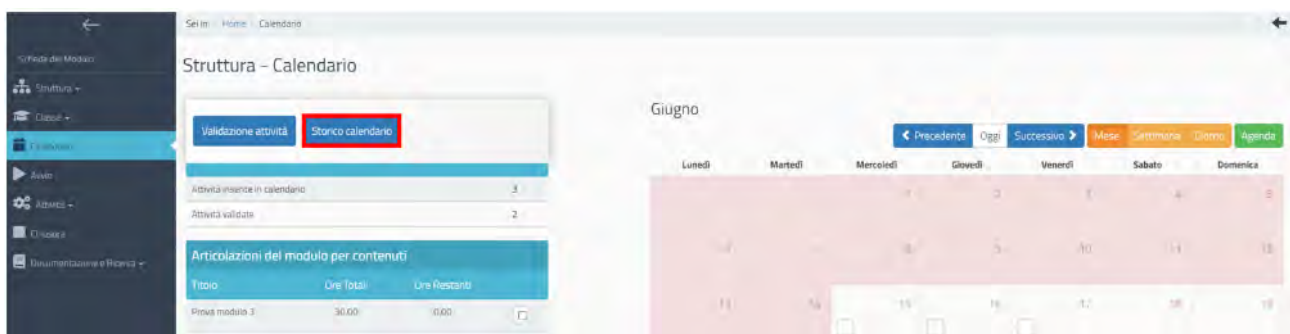 Sei in: Home Calendario
Scheda del Modulo
Struttura
Classe
Calendario
Avvio
Attività
Chiusura
Documentazione e Ricerca
Struttura - Calendario
Validazione attività
Storico calendario
Attività inserite in calendario 3
Attività validate 2
Articolazioni del modulo per contenuti
Titolo Ore Totali Ore Restanti
Prova modulo 3 30.00 0.00
Giugno
Precedente Oggi Successivo Mese Settimana Giorno Agenda
Lunedì Martedì Mercoledì Giovedì Venerdì Sabato Domenica
1 2 3 4 5
8 9 10 11 12
13 14 15 16 17 18 19